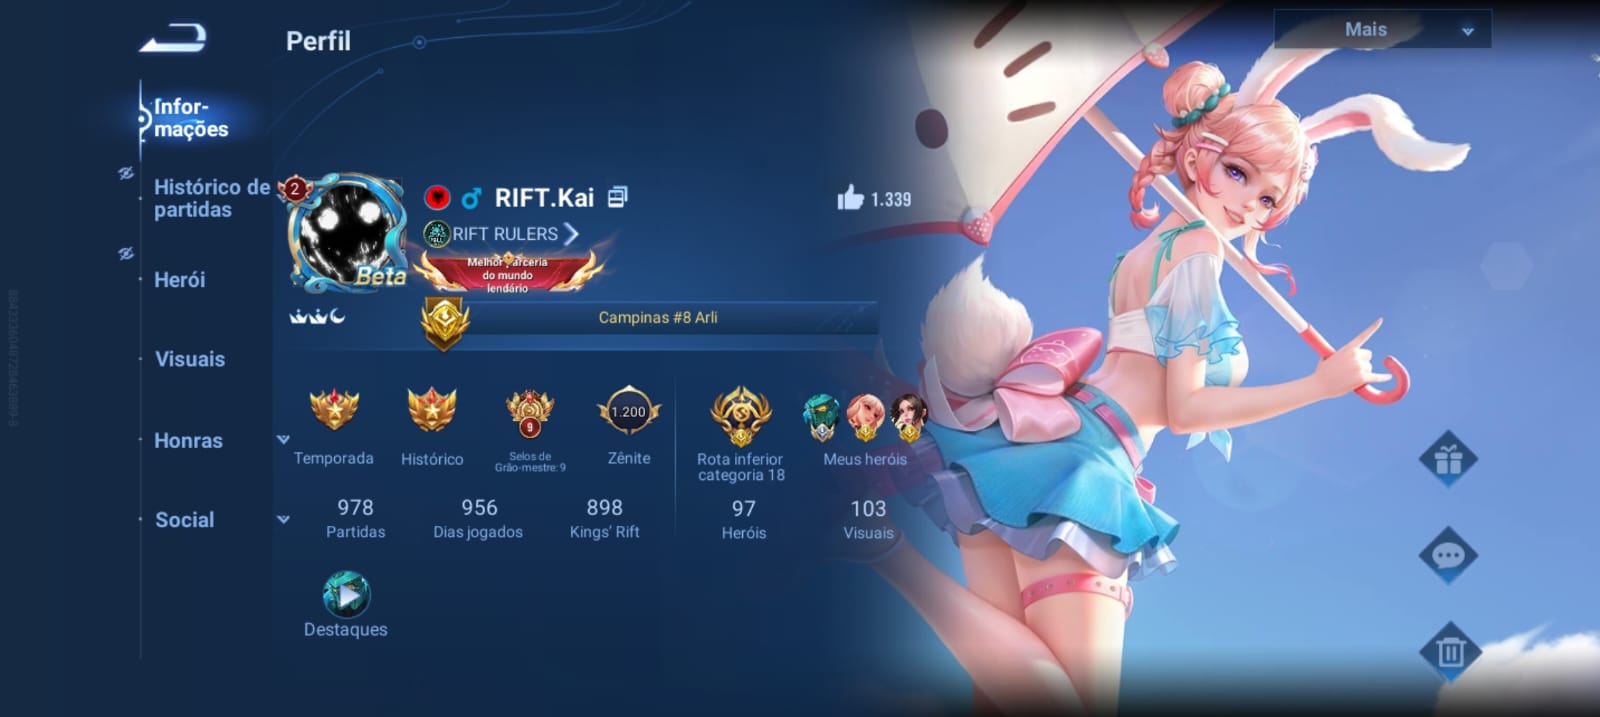 Perfil
Mais
Infor-
mações
Histórico de
partidas
Herói
Visuais
Honras
Social
2
Beta
RIFT.Kai
1.339
RIFT RULERS
Melhor parceria
do mundo
lendário
Campinas #8 Arli
Temporada
Histórico
9
Selos de
Grão-mestre: 9
1.200
Zênite
Rota inferior
categoria 18
Meus heróis
978
Partidas
956
Dias jogados
898
Kings' Rift
97
Heróis
103
Visuais
Destaques